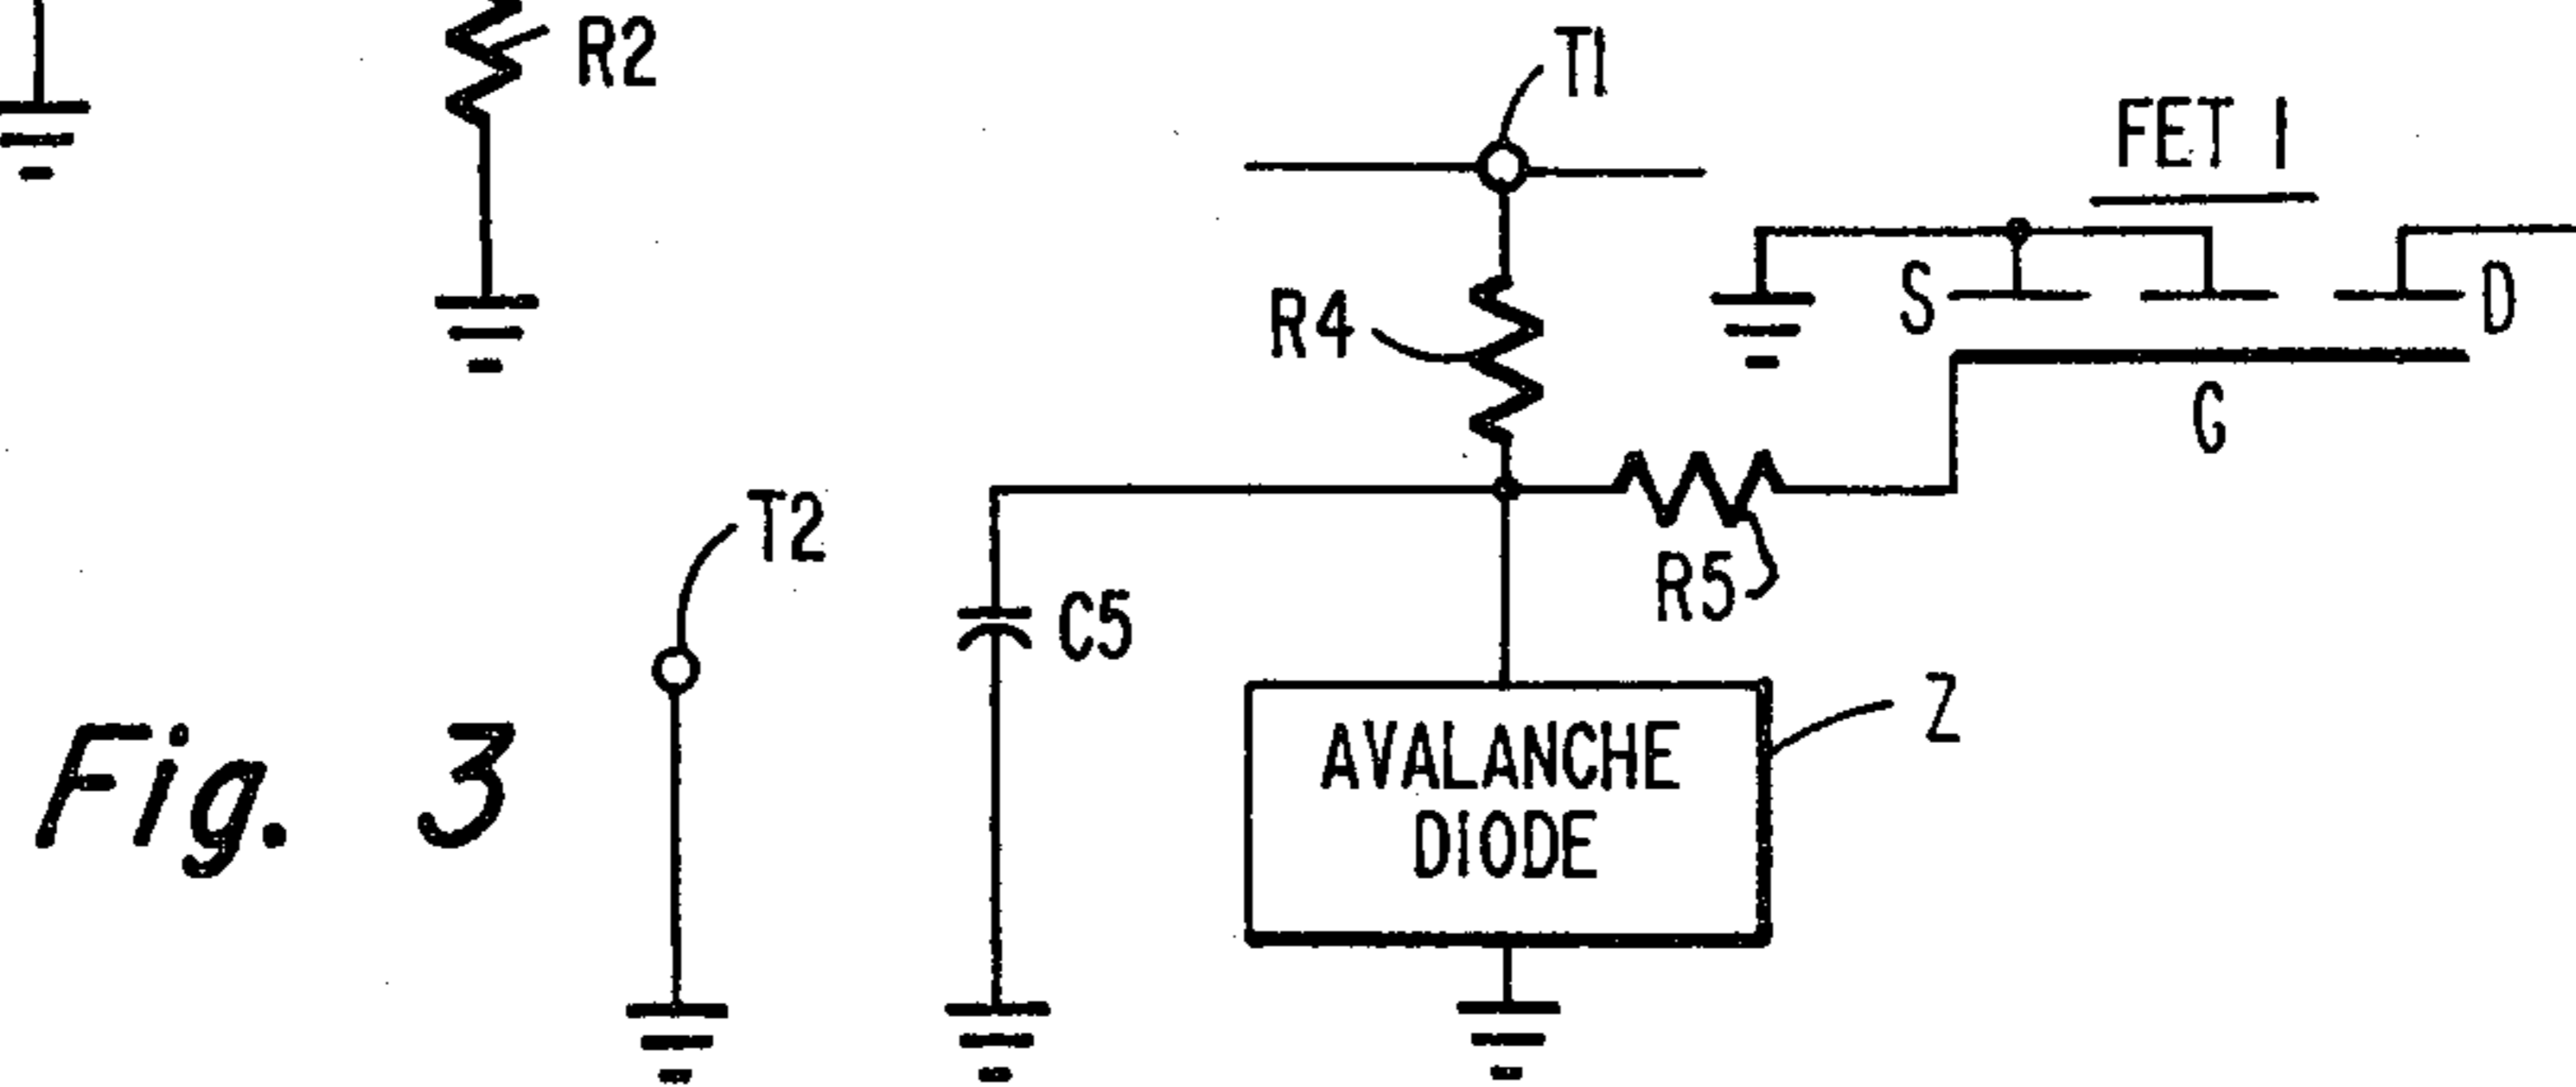 R2
T1
FET 1
S
D
R4
G
T2
R5
C5
Z
AVALANCHE
DIODE
Fig. 3